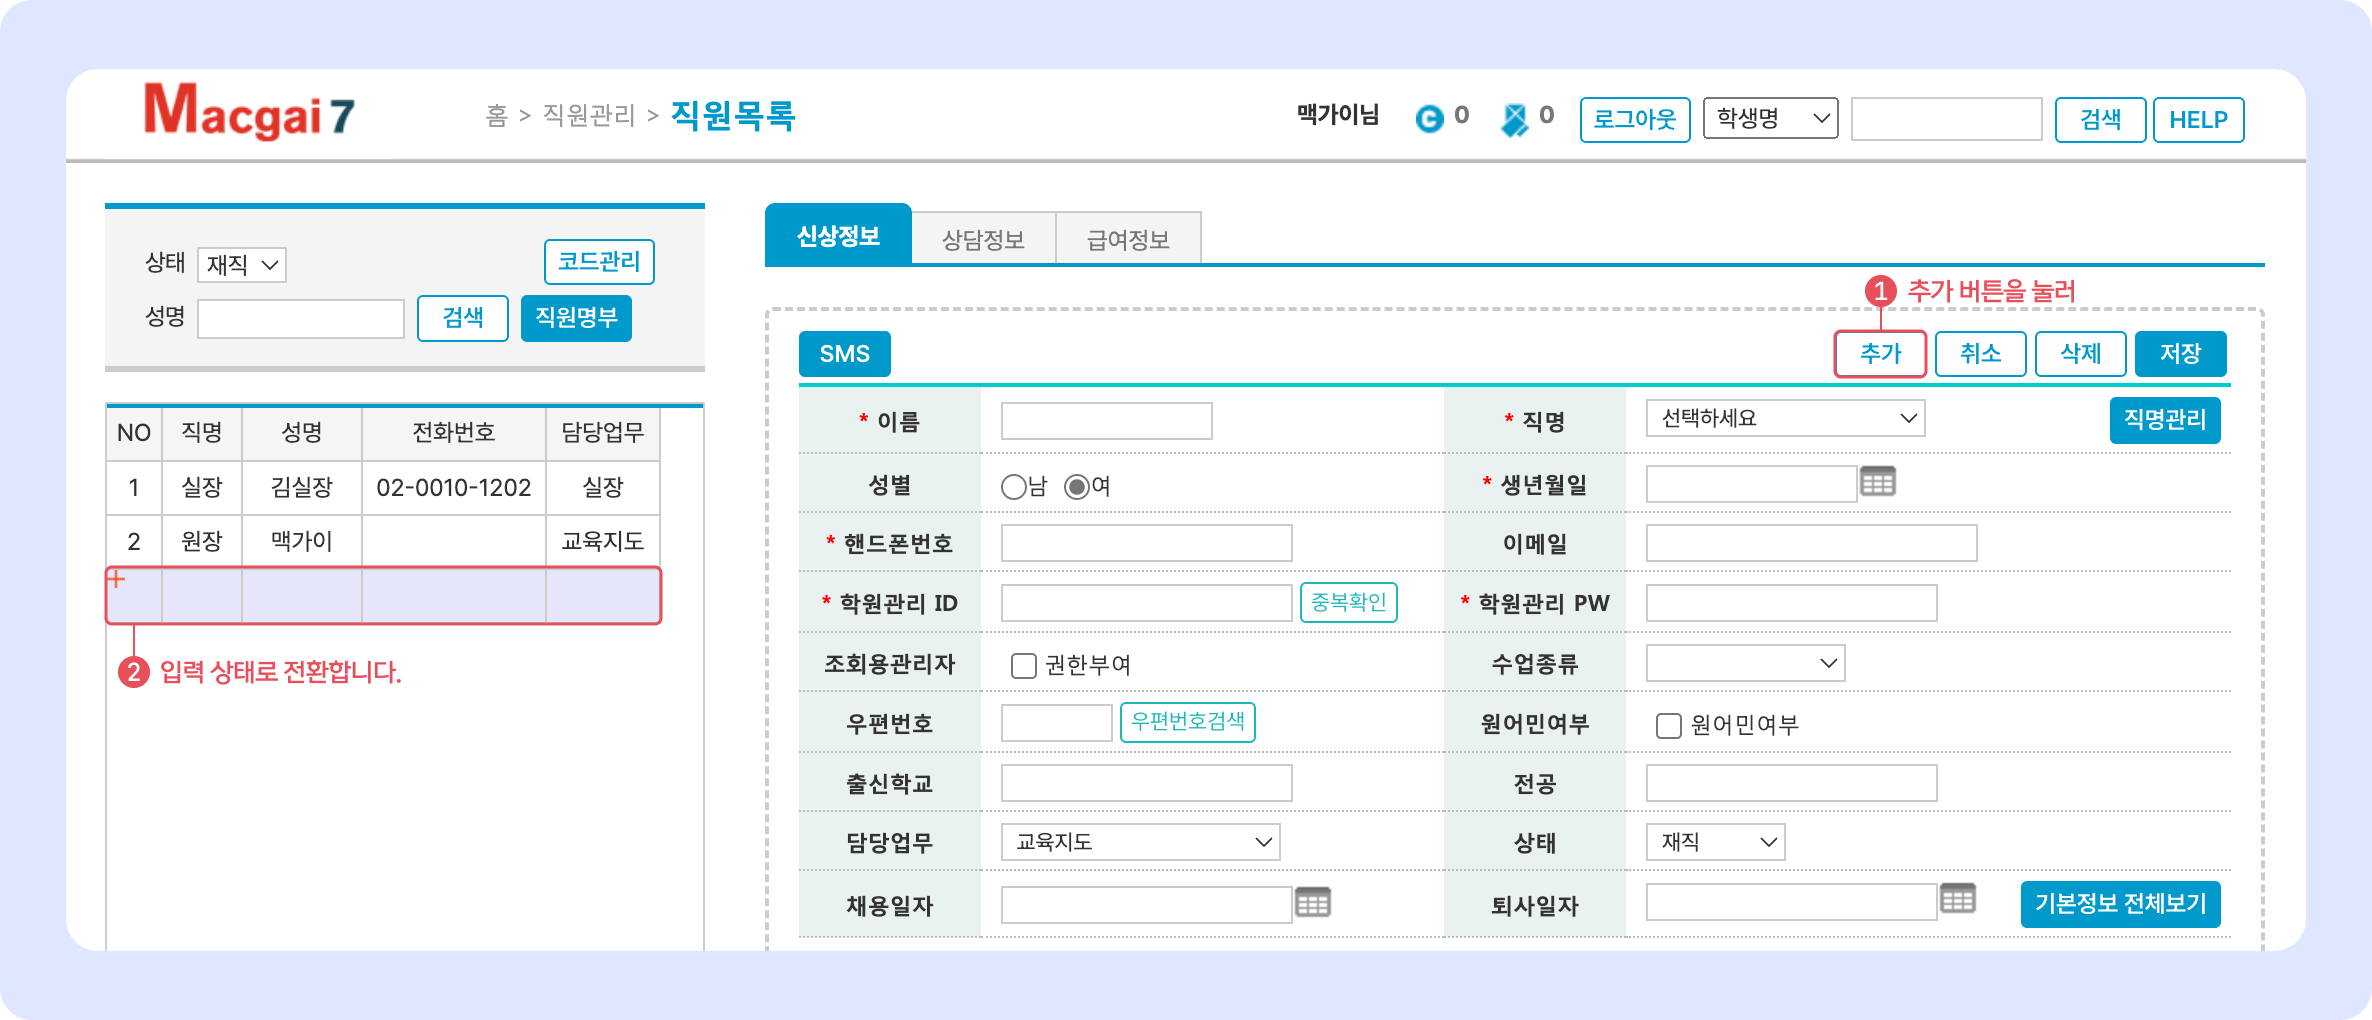 Macgai 7
홈 > 직원관리 > 직원목록
맥가이님 C 0 0 로그아웃 학생명 검색 HELP
상태 재직 코드관리
성명 검색 직원명부
NO 직명 성명 전화번호 담당업무
1 실장 김실장 02-0010-1202 실장
2 원장 맥가이 교육지도
+
2 입력 상태로 전환합니다.
신상정보 상담정보 급여정보
1 추가 버튼을 눌러
SMS 추가 취소 삭제 저장
* 이름 * 직명 선택하세요 직명관리
성별 남 여 * 생년월일
* 핸드폰번호 이메일
* 학원관리 ID 중복확인 * 학원관리 PW
조회용관리자 권한부여 수업종류
우편번호 우편번호검색 원어민여부 원어민여부
출신학교 전공
담당업무 교육지도 상태 재직
채용일자 퇴사일자 기본정보 전체보기